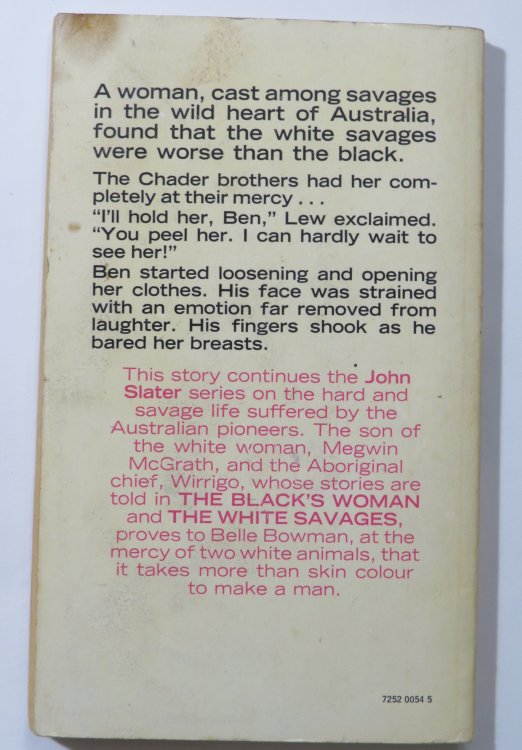 A woman, cast among savages
in the wild heart of Australia,
found that the white savages
were worse than the black.
The Chader brothers had her com-
pletely at their mercy . . .
“I’ll hold her, Ben,” Lew exclaimed.
“You peel her. I can hardly wait to
see her!”
Ben started loosening and opening
her clothes. His face was strained
with an emotion far removed from
laughter. His fingers shook as he
bared her breasts.
This story continues the John
Slater series on the hard and
savage life suffered by the
Australian pioneers. The son of
the white woman, Megwin
McGrath, and the Aboriginal
chief, Wirrigo, whose stories are
told in THE BLACK’S WOMAN
and THE WHITE SAVAGES,
proves to Belle Bowman, at the
mercy of two white animals, that
it takes more than skin colour
to make a man.
7252 0054 5